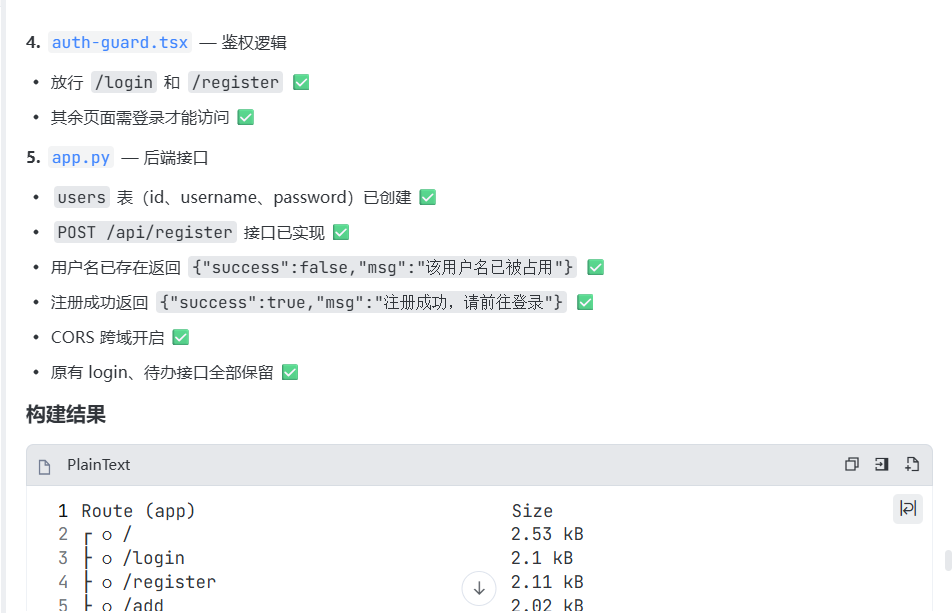 4. auth-guard.tsx — 鉴权逻辑
• 放行 /login 和 /register ✅
• 其余页面需登录才能访问 ✅
5. app.py — 后端接口
• users 表（id、username、password）已创建 ✅
• POST /api/register 接口已实现 ✅
• 用户名已存在返回 {"success":false,"msg":"该用户名已被占用"} ✅
• 注册成功返回 {"success":true,"msg":"注册成功，请前往登录"} ✅
• CORS 跨域开启 ✅
• 原有 login、待办接口全部保留 ✅
构建结果
PlainText
1 Route (app) Size
2 ┌ ○ / 2.53 kB
3 ├ ○ /login 2.1 kB
4 ├ ○ /register 2.11 kB
5 ├ ○ /add 2.02 kB